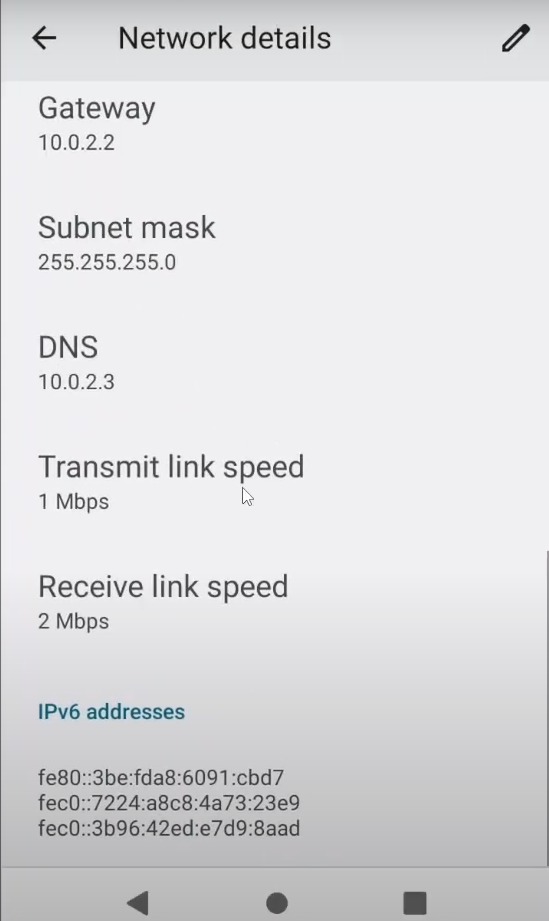 Network details
Gateway
10.0.2.2
Subnet mask
255.255.255.0
DNS
10.0.2.3
Transmit link speed
1 Mbps
Receive link speed
2 Mbps
IPv6 addresses
fe80::3be:fda8:6091:cbd7
fec0::7224:a8c8:4a73:23e9
fec0::3b96:42ed:e7d9:8aad